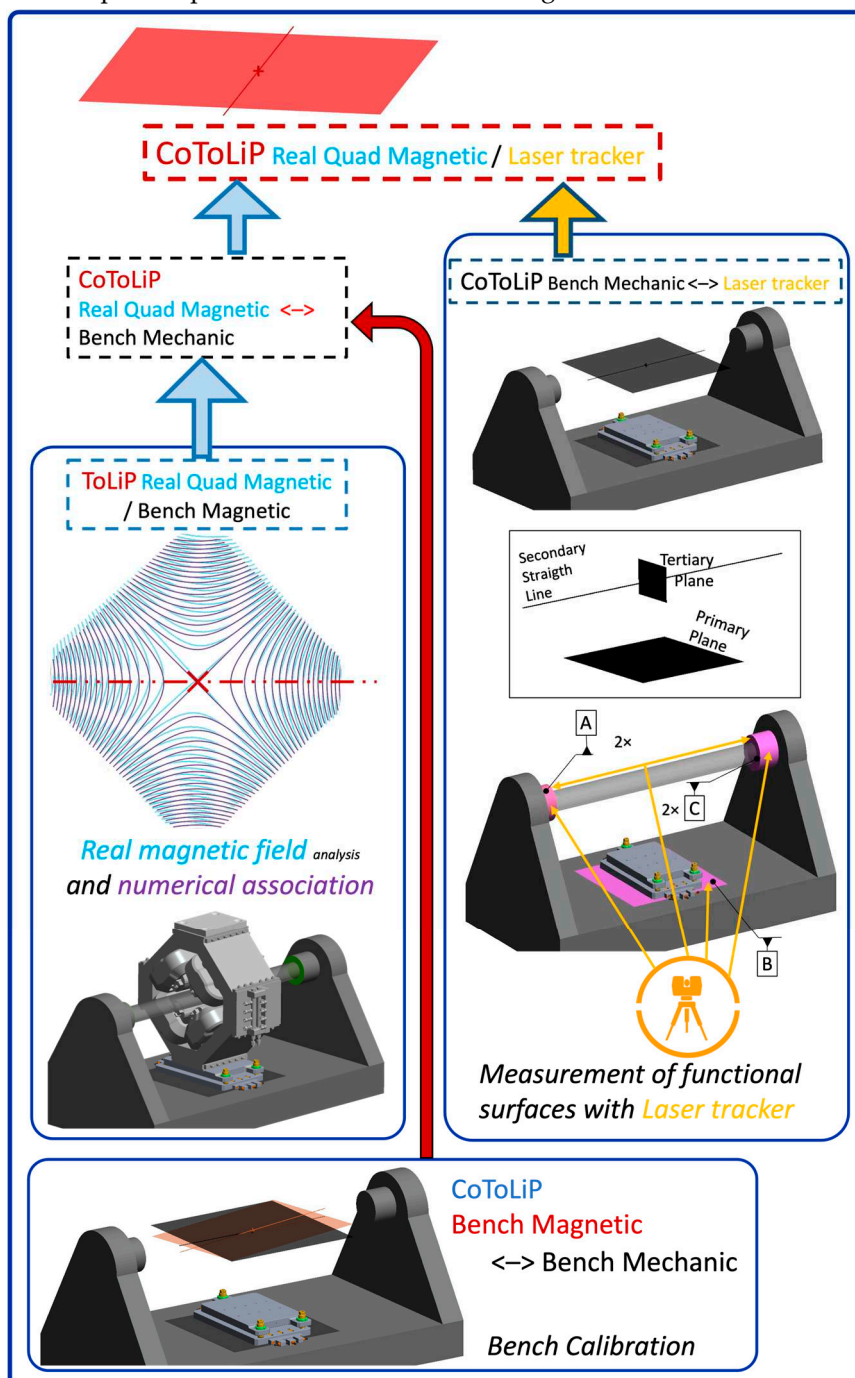 CoToLiP Real Quad Magnetic / Laser tracker
CoToLiP
Real Quad Magnetic <-->
Bench Mechanic
CoToLiP Bench Mechanic <--> Laser tracker
ToLiP Real Quad Magnetic
/ Bench Magnetic
Secondary
Straigth
Line
Tertiary
Plane
Primary
Plane
A
2×
2× C
B
Real magnetic field analysis
and numerical association
Measurement of functional
surfaces with Laser tracker
CoToLiP
Bench Magnetic
<--> Bench Mechanic
Bench Calibration